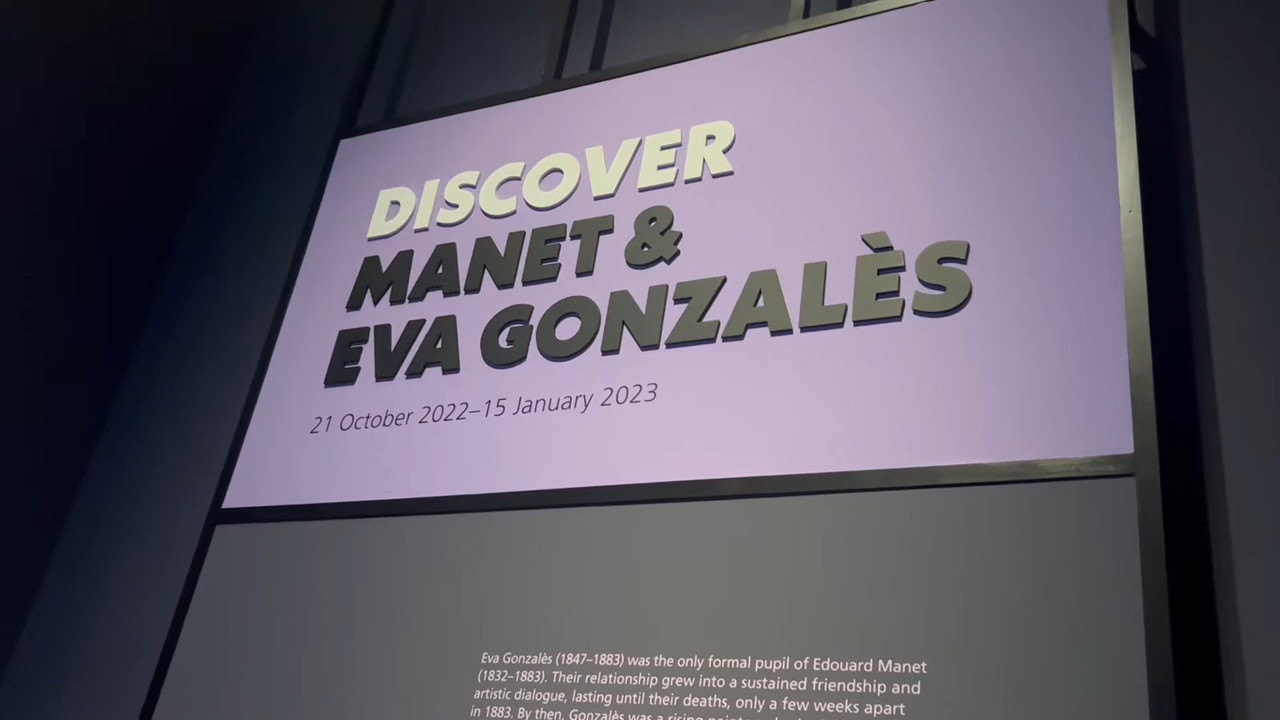 DISCOVER
MANET &
EVA GONZALÈS
21 October 2022–15 January 2023
Eva Gonzalès (1847–1883) was the only formal pupil of Edouard Manet
(1832–1883). Their relationship grew into a sustained friendship and
artistic dialogue, lasting until their deaths, only a few weeks apart
in 1883. By then, Gonzalès was a rising